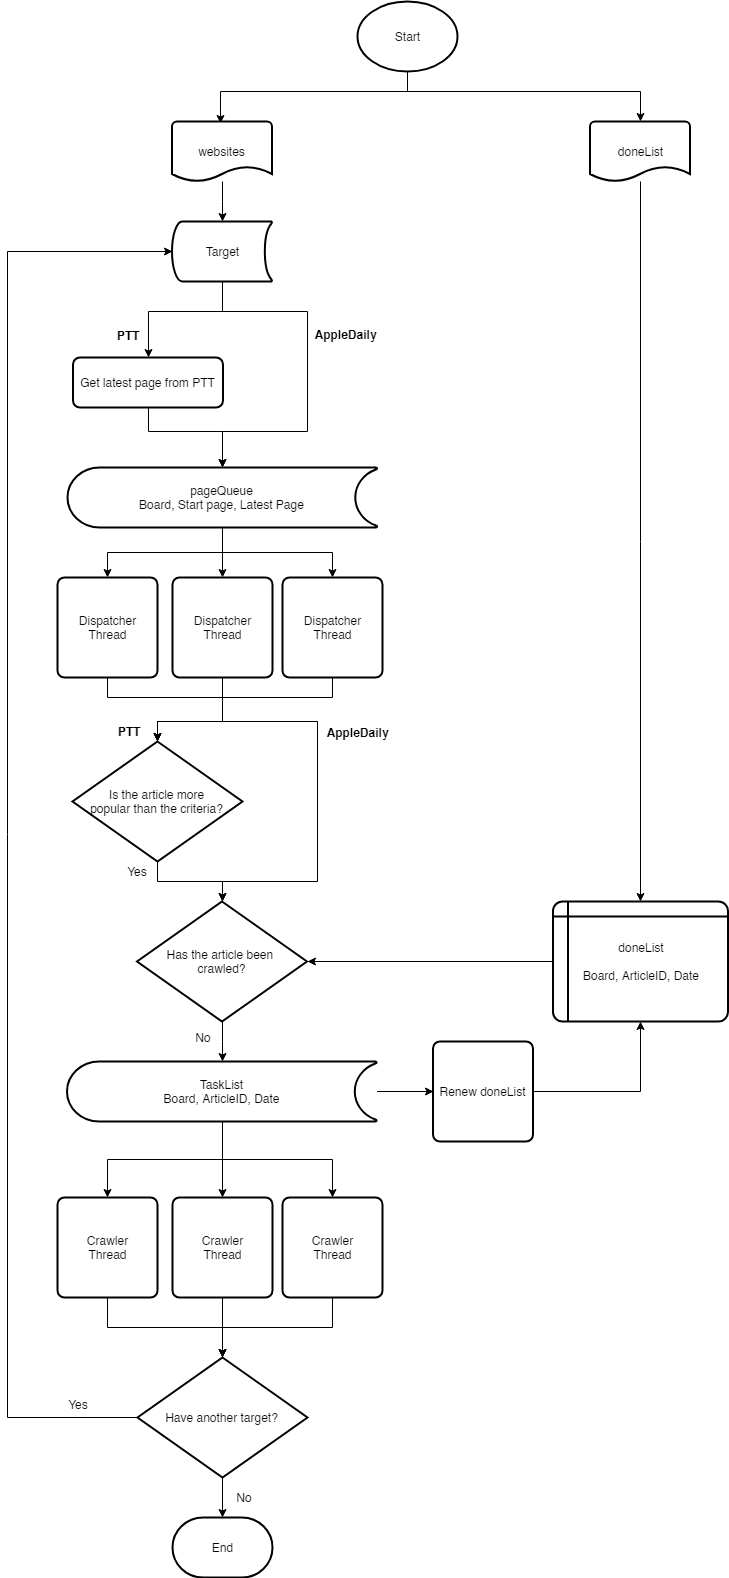 Start
websites
doneList
Target
PTT
AppleDaily
Get latest page from PTT
pageQueue
Board, Start page, Latest Page
Dispatcher
Thread
Dispatcher
Thread
Dispatcher
Thread
PTT
AppleDaily
Is the article more
popular than the criteria?
Yes
Has the article been
crawled?
doneList
Board, ArticleID, Date
No
TaskList
Board, ArticleID, Date
Renew doneList
Crawler
Thread
Crawler
Thread
Crawler
Thread
Yes
Have another target?
No
End